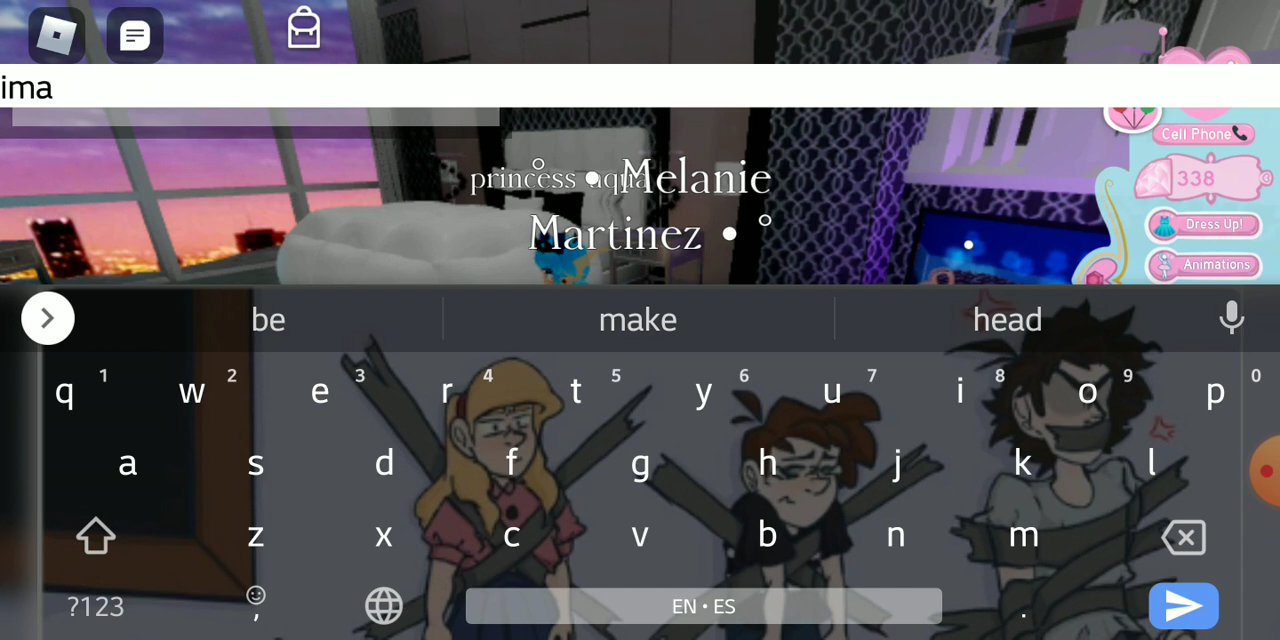 ima
Cell Phone
princess aqua
° • Melanie
Martinez • °
338
Dress Up!
Animations
be make head
q 1 w 2 e 3 r 4 t 5 y 6 u 7 i 8 o 9 p 0
a s d f g h j k l
z x c v b n m
?123 , EN • ES .